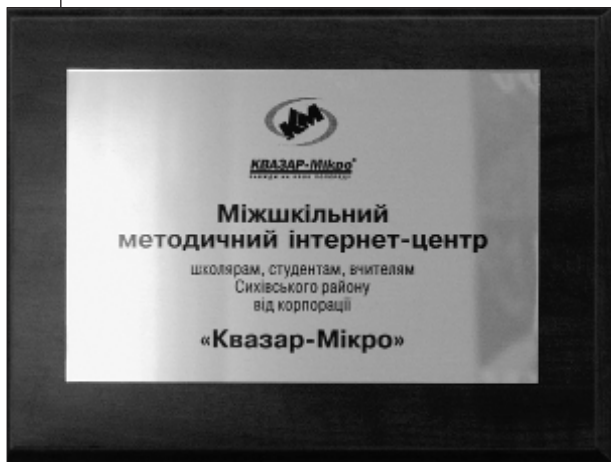 КМ
КВАЗАР-Мікро®
Міжшкільний
методичний інтернет-центр
школярам, студентам, вчителям
Сихівського району
від корпорації
«Квазар-Мікро»